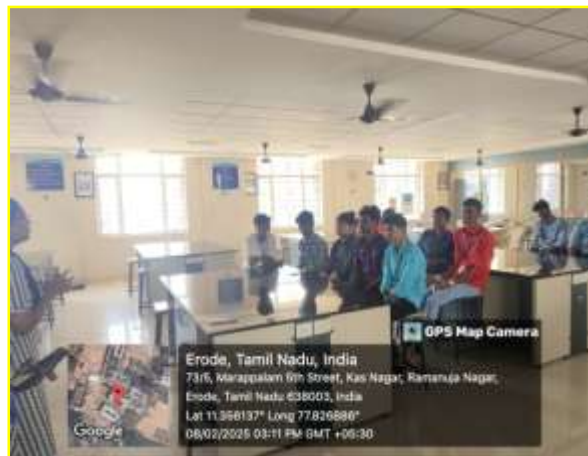 GPS Map Camera
Erode, Tamil Nadu, India
73/5, Marappalam 5th Street, Kas Nagar, Ramanuja Nagar,
Erode, Tamil Nadu 638003, India
Lat 11.356137° Long 77.826886°
08/02/2025 03:11 PM GMT +05:30
Google